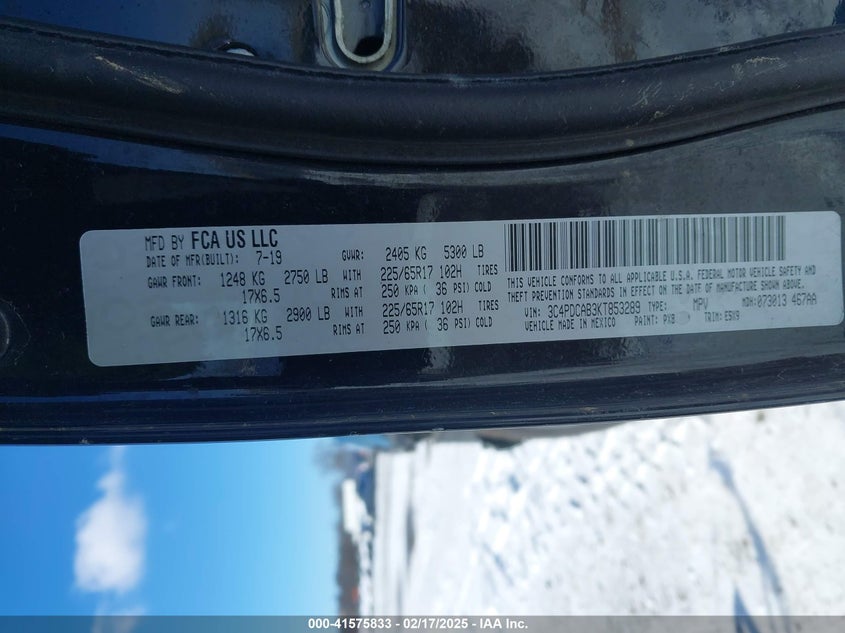 MFD BY FCA US LLC
DATE OF MFR(BUILT): 7-19 GVWR: 2405 KG 5300 LB
GAWR FRONT: 1248 KG 2750 LB WITH 225/65R17 102H TIRES
17X6.5 RIMS AT 250 KPA ( 36 PSI) COLD
GAWR REAR: 1316 KG 2900 LB WITH 225/65R17 102H TIRES
17X6.5 RIMS AT 250 KPA ( 36 PSI) COLD
THIS VEHICLE CONFORMS TO ALL APPLICABLE U.S.A. FEDERAL MOTOR VEHICLE SAFETY
AND THEFT PREVENTION STANDARDS IN EFFECT ON THE DATE OF MANUFACTURE SHOWN ABOVE.
VIN: 3C4PDCAB3KT853289 TYPE: MPV MDH: 073013 467AA
VEHICLE MADE IN: MEXICO PAINT: PXB TRIM: E5X9
000-41575833 - 02/17/2025 - IAA Inc.